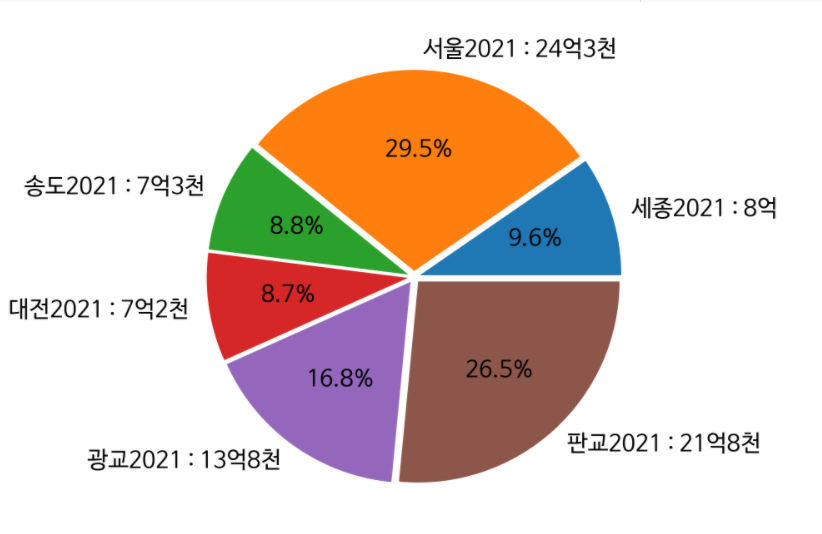 서울2021 : 24억3천
29.5%
송도2021 : 7억3천
세종2021 : 8억
8.8%
9.6%
대전2021 : 7억2천
8.7%
16.8%
26.5%
판교2021 : 21억8천
광교2021 : 13억8천